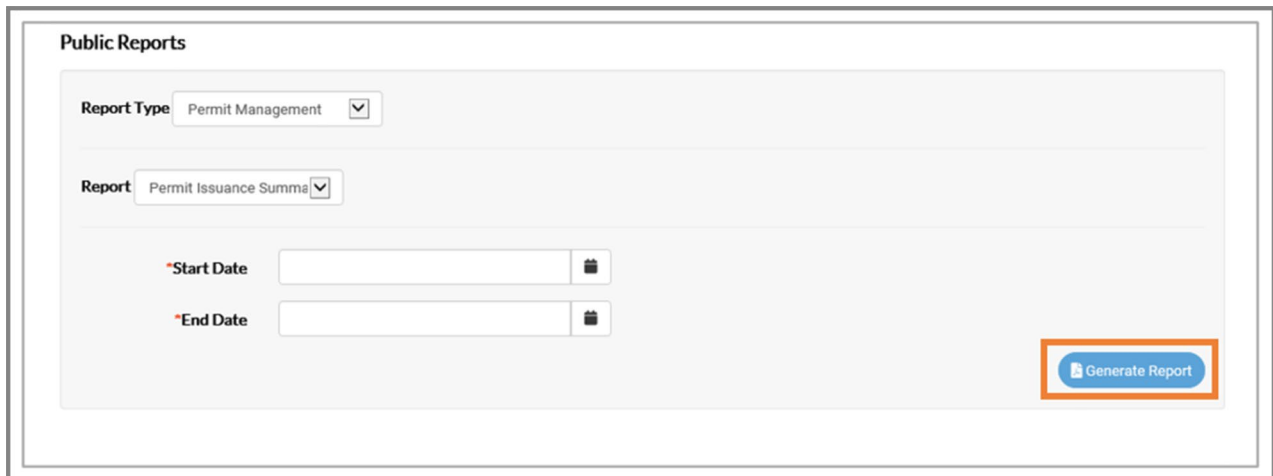 Public Reports
Report Type Permit Management
Report Permit Issuance Summa
*Start Date
*End Date
Generate Report